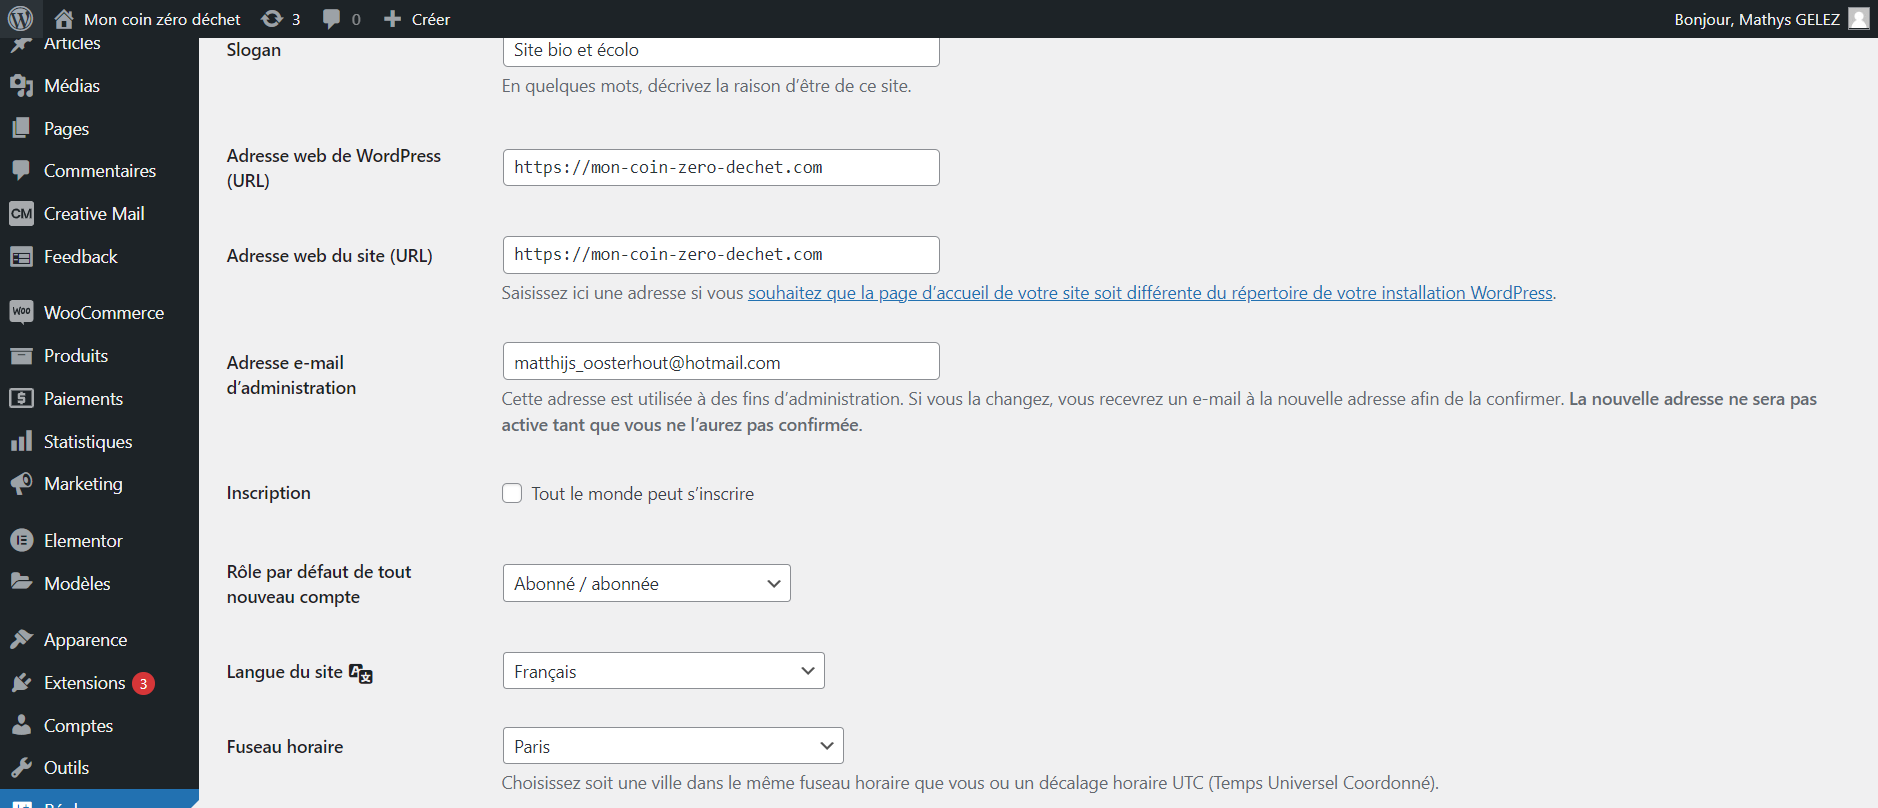 Mon coin zéro déchet 3 0 Créer Bonjour, Mathys GELEZ
Articles
Médias
Pages
Commentaires
CM Creative Mail
Feedback
Woo WooCommerce
Produits
Paiements
Statistiques
Marketing
Elementor
Modèles
Apparence
Extensions 3
Comptes
Outils
Slogan
Site bio et écolo
En quelques mots, décrivez la raison d’être de ce site.
Adresse web de WordPress
(URL)
https://mon-coin-zero-dechet.com
Adresse web du site (URL)
https://mon-coin-zero-dechet.com
Saisissez ici une adresse si vous souhaitez que la page d’accueil de votre site soit différente du répertoire de votre installation WordPress.
Adresse e-mail
d’administration
matthijs_oosterhout@hotmail.com
Cette adresse est utilisée à des fins d’administration. Si vous la changez, vous recevrez un e-mail à la nouvelle adresse afin de la confirmer. La nouvelle adresse ne sera pas
active tant que vous ne l’aurez pas confirmée.
Inscription
Tout le monde peut s’inscrire
Rôle par défaut de tout
nouveau compte
Abonné / abonnée
Langue du site
Français
Fuseau horaire
Paris
Choisissez soit une ville dans le même fuseau horaire que vous ou un décalage horaire UTC (Temps Universel Coordonné).